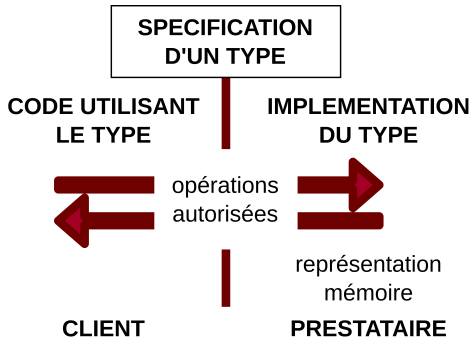 SPECIFICATION
D'UN TYPE
CODE UTILISANT
LE TYPE
IMPLEMENTATION
DU TYPE
opérations
autorisées
représentation
mémoire
CLIENT
PRESTATAIRE